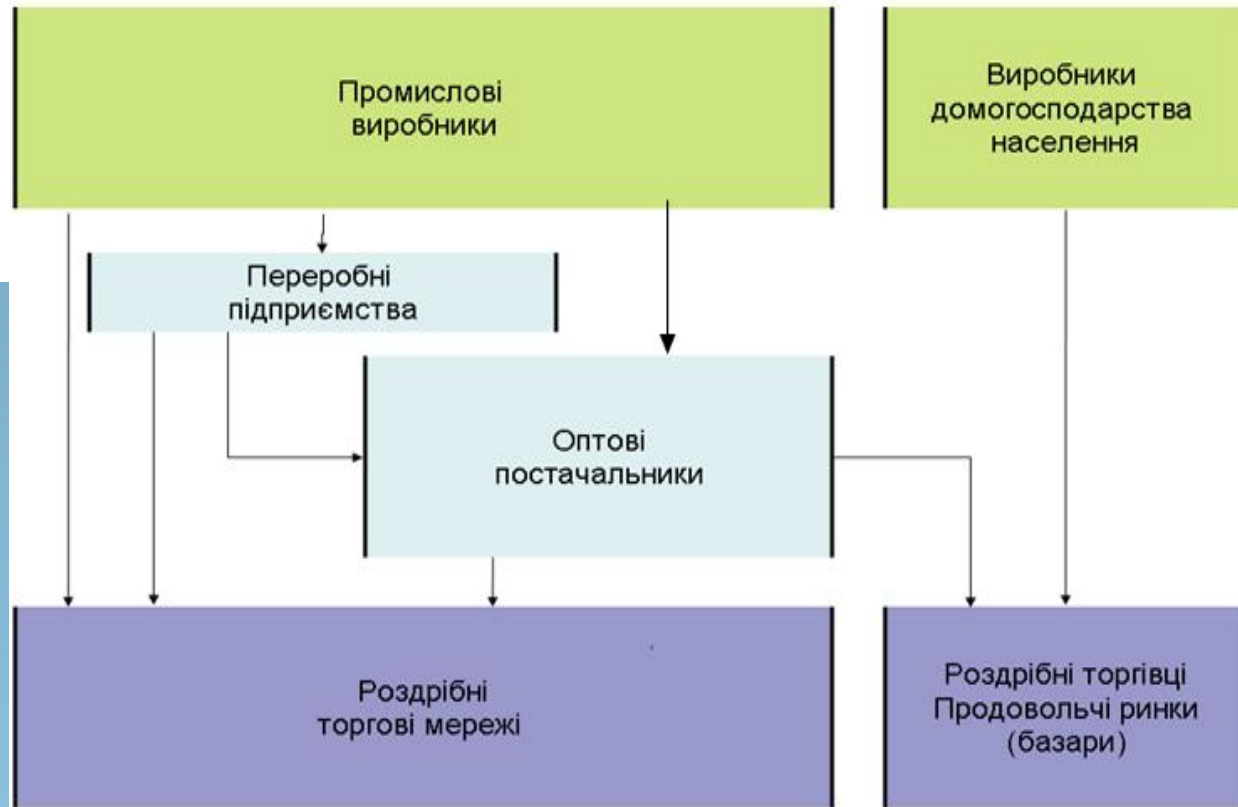 Промислові
виробники
Виробники
домогосподарства
населення
Переробні
підприємства
Оптові
постачальники
Роздрібні
торгові мережі
Роздрібні торгівці
Продовольчі ринки
(базари)